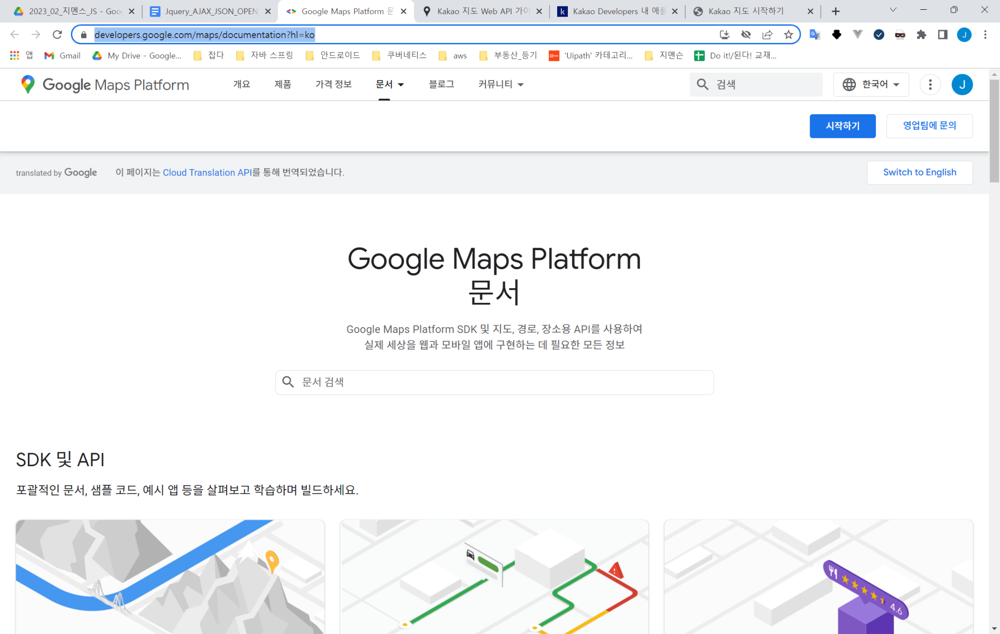 2023_02_지멘스_JS - Goo
Jquery_AJAX_JSON_OPEN
Google Maps Platform 문
Kakao 지도 Web API 가이
Kakao Developers 내 애플
Kakao 지도 시작하기
developers.google.com/maps/documentation?hl=ko
앱
Gmail
My Drive - Google...
잡다
자바 스프링
안드로이드
쿠버네티스
aws
부동산_등기
'Uipath' 카테고리...
지멘슨
Do it!/된다! 교재...
Google Maps Platform
개요
제품
가격 정보
문서
블로그
커뮤니티
검색
한국어
J
시작하기
영업팀에 문의
translated by Google
이 페이지는 Cloud Translation API를 통해 번역되었습니다.
Switch to English
Google Maps Platform
문서
Google Maps Platform SDK 및 지도, 경로, 장소용 API를 사용하여
실제 세상을 웹과 모바일 앱에 구현하는 데 필요한 모든 정보
문서 검색
SDK 및 API
포괄적인 문서, 샘플 코드, 예시 앱 등을 살펴보고 학습하며 빌드하세요.
4.6